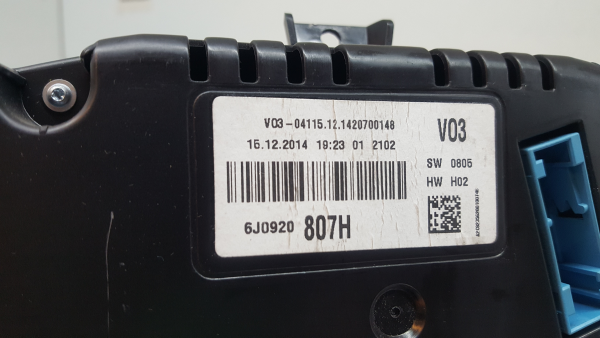 V03-04115.12.1420700148
V03
15.12.2014 19:23 01 2102
SW 0805
HW H02
6J0920 807H